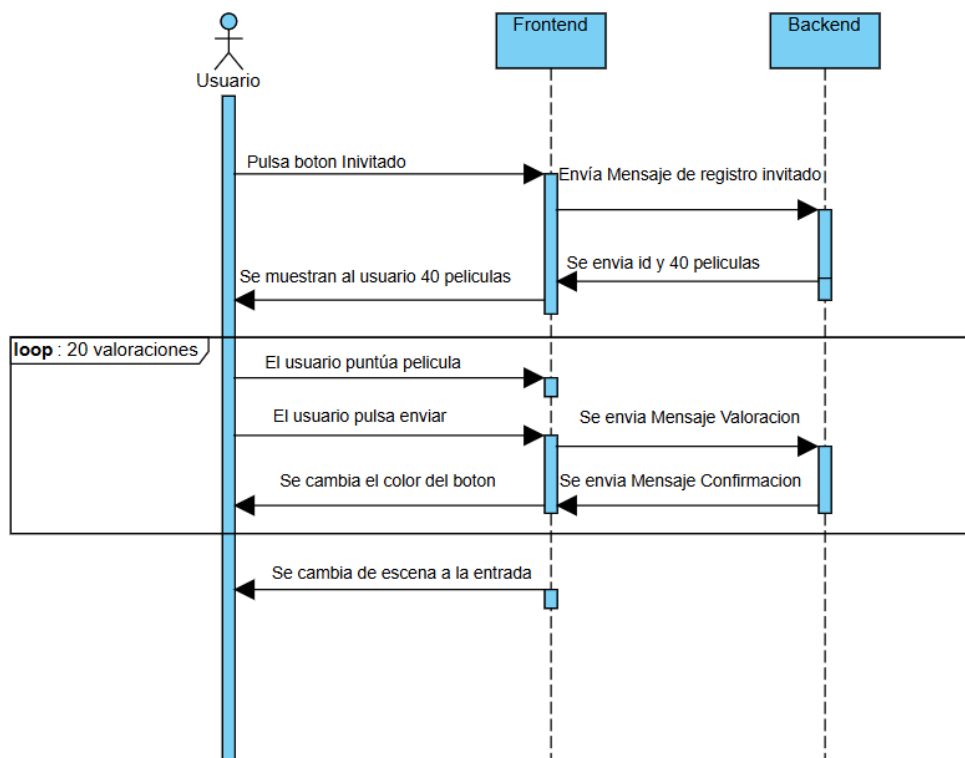 Frontend
Backend
Usuario
Pulsa boton Inivitado
Envía Mensaje de registro invitado
Se envia id y 40 peliculas
Se muestran al usuario 40 peliculas
loop : 20 valoraciones
El usuario puntúa pelicula
El usuario pulsa enviar
Se envia Mensaje Valoracion
Se cambia el color del boton
Se envia Mensaje Confirmacion
Se cambia de escena a la entrada